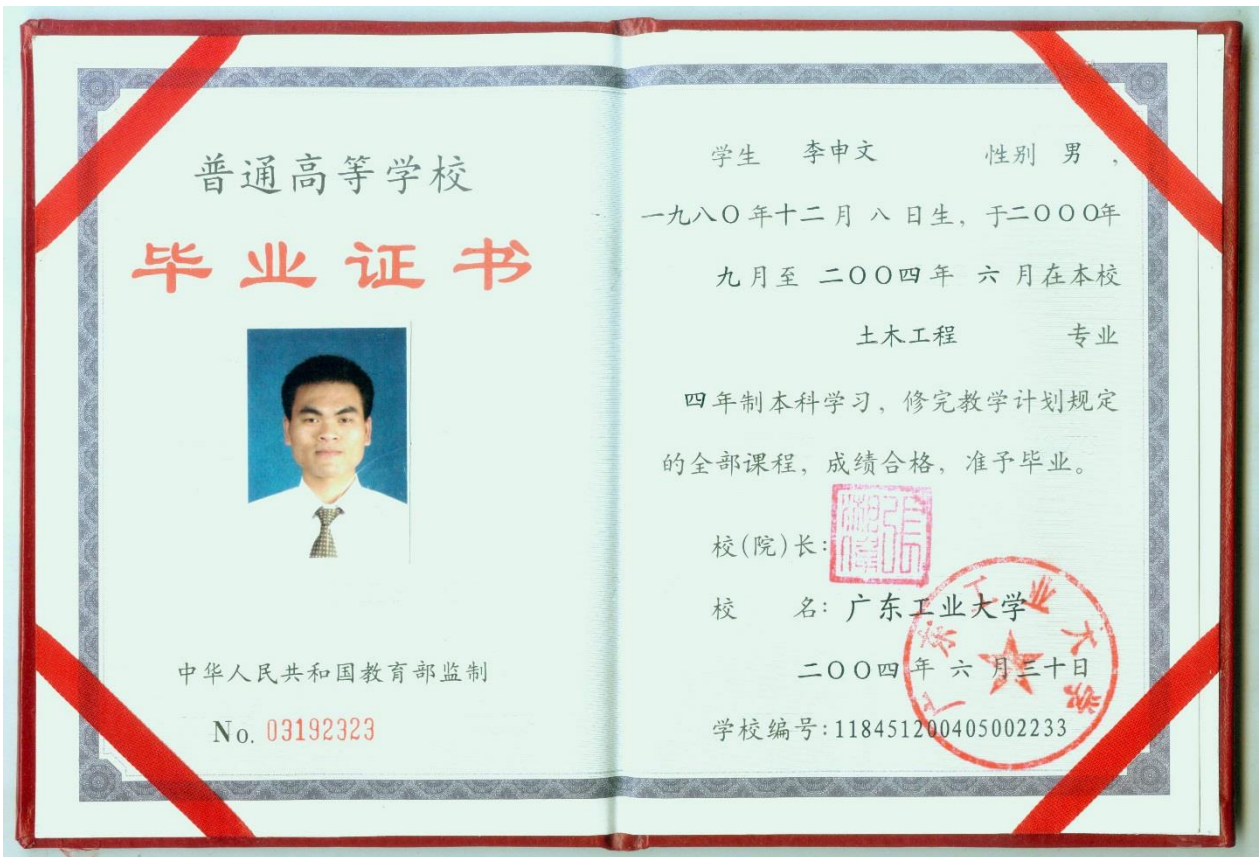 普通高等学校
毕业证书
中华人民共和国教育部监制
No. 03192323
学生 李申文 性别 男，
一九八〇年十二月八日生，于二〇〇〇年
九月至 二〇〇四年 六月在本校
土木工程 专业
四年制本科学习，修完教学计划规定
的全部课程，成绩合格，准予毕业。
校(院)长：
校 名：广东工业大学
二〇〇四年六月三十日
学校编号：118451200405002233
广东工业大学